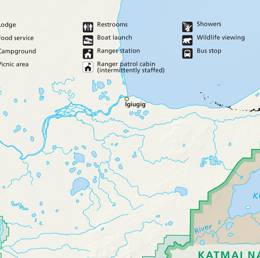 Lodge
Food service
Campground
Picnic area
Restrooms
Boat launch
Ranger station
Ranger patrol cabin
(intermittently staffed)
Showers
Wildlife viewing
Bus stop
Igiugig
River
K
KATMAI NA